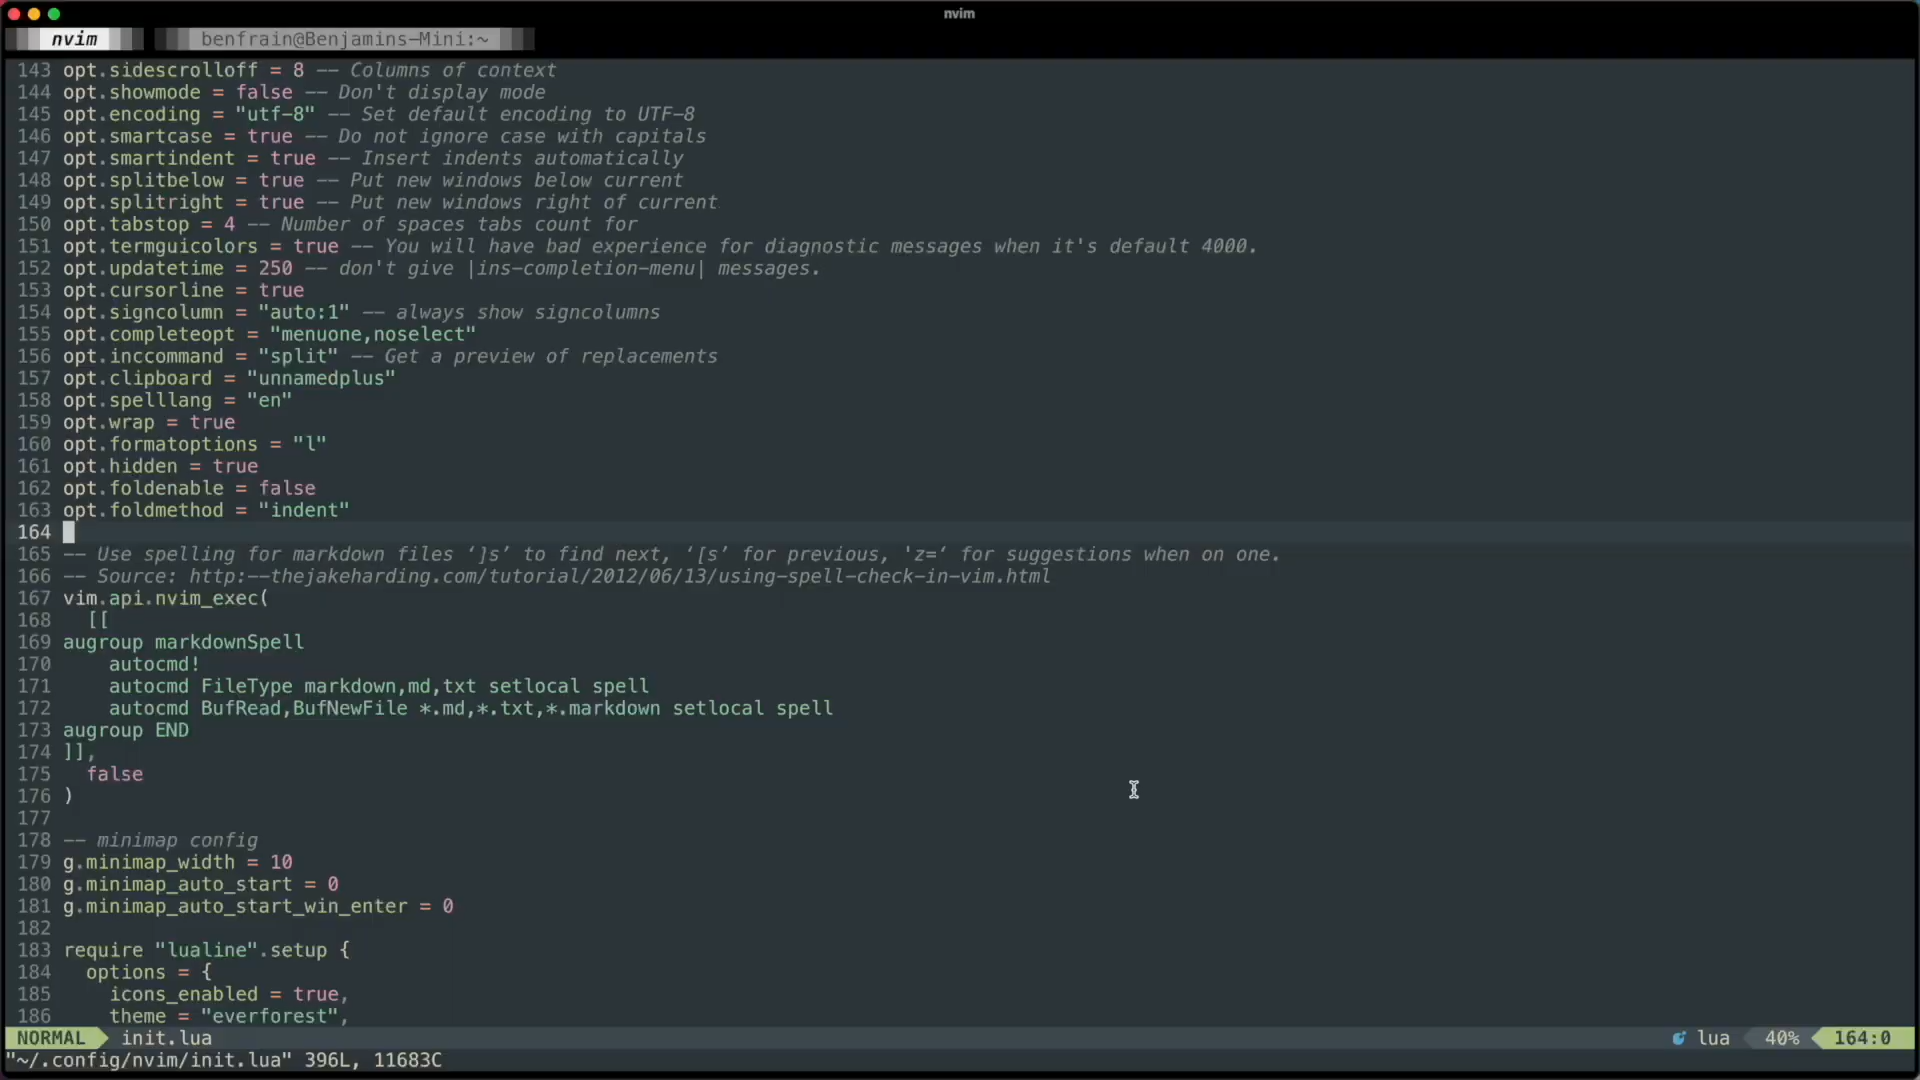 nvim
nvim benfrain@Benjamins-Mini:~
143 opt.sidescrolloff = 8 -- Columns of context
144 opt.showmode = false -- Don't display mode
145 opt.encoding = "utf-8" -- Set default encoding to UTF-8
146 opt.smartcase = true -- Do not ignore case with capitals
147 opt.smartindent = true -- Insert indents automatically
148 opt.splitbelow = true -- Put new windows below current
149 opt.splitright = true -- Put new windows right of current
150 opt.tabstop = 4 -- Number of spaces tabs count for
151 opt.termguicolors = true -- You will have bad experience for diagnostic messages when it's default 4000.
152 opt.updatetime = 250 -- don't give |ins-completion-menu| messages.
153 opt.cursorline = true
154 opt.signcolumn = "auto:1" -- always show signcolumns
155 opt.completeopt = "menuone,noselect"
156 opt.inccommand = "split" -- Get a preview of replacements
157 opt.clipboard = "unnamedplus"
158 opt.spelllang = "en"
159 opt.wrap = true
160 opt.formatoptions = "l"
161 opt.hidden = true
162 opt.foldenable = false
163 opt.foldmethod = "indent"
164
165 -- Use spelling for markdown files ‘]s’ to find next, ‘[s’ for previous, 'z=‘ for suggestions when on one.
166 -- Source: http:--thejakeharding.com/tutorial/2012/06/13/using-spell-check-in-vim.html
167 vim.api.nvim_exec(
168   [[
169 augroup markdownSpell
170     autocmd!
171     autocmd FileType markdown,md,txt setlocal spell
172     autocmd BufRead,BufNewFile *.md,*.txt,*.markdown setlocal spell
173 augroup END
174 ]],
175   false
176 )
177
178 -- minimap config
179 g.minimap_width = 10
180 g.minimap_auto_start = 0
181 g.minimap_auto_start_win_enter = 0
182
183 require "lualine".setup {
184   options = {
185     icons_enabled = true,
186     theme = "everforest",
NORMAL init.lua lua 40% 164:0
"~/.config/nvim/init.lua" 396L, 11683C